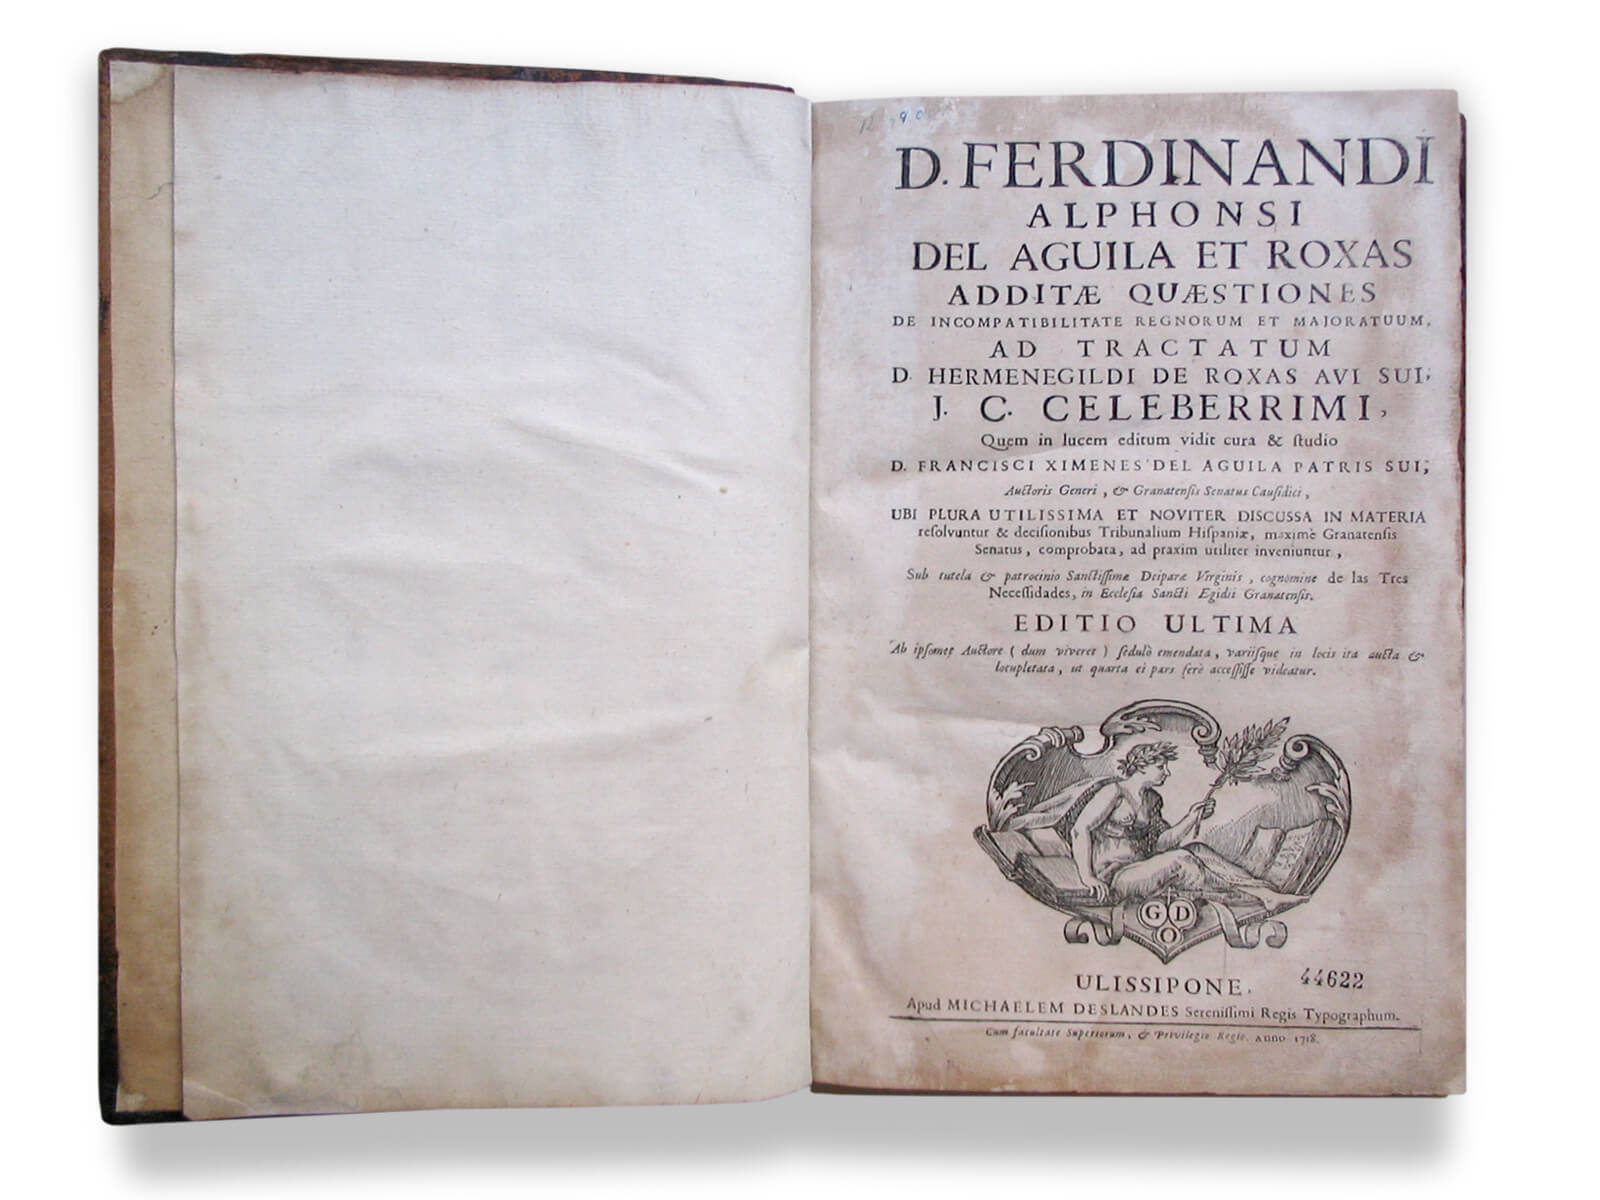 D. FERDINANDI
ALPHONSI
DEL AGUILA ET ROXAS
ADDITÆ QUÆSTIONES
DE INCOMPATIBILITATE REGNORUM ET MAJORATUUM,
AD TRACTATUM
D. HERMENEGILDI DE ROXAS AVI SUI,
J. C. CELEBERRIMI,
Quem in lucem editum vidit cura & ſtudio
D. FRANCISCI XIMENES DEL AGUILA PATRIS SUI,
Auctoris Generi, & Granatenſis Senatus Cauſidici,
UBI PLURA UTILISSIMA ET NOVITER DISCUSSA IN MATERIA
reſolvuntur & deciſionibus Tribunalium Hiſpaniæ, maximè Granatenſis
Senatus, comprobata, ad praxim utiliter inveniuntur,
Sub tutela & patrocinio Sanctiſſimæ Deiparæ Virginis, cognomine de las Tres
Neceſſidades, in Eccleſia Sancti Egidii Granatenſis.
EDITIO ULTIMA
Ab ipſomet Auctore (dum viveret) ſedulò emendata, variiſque in locis ita aucta &
locupletata, ut quarta ei pars ferè acceſſiſſe videatur.
G D
O
ULISSIPONE,
44622
Apud MICHAELEM DESLANDES Sereniſſimi Regis Typographum.
Cum facultate Superiorum, & Privilegio Regio. Anno 1718.